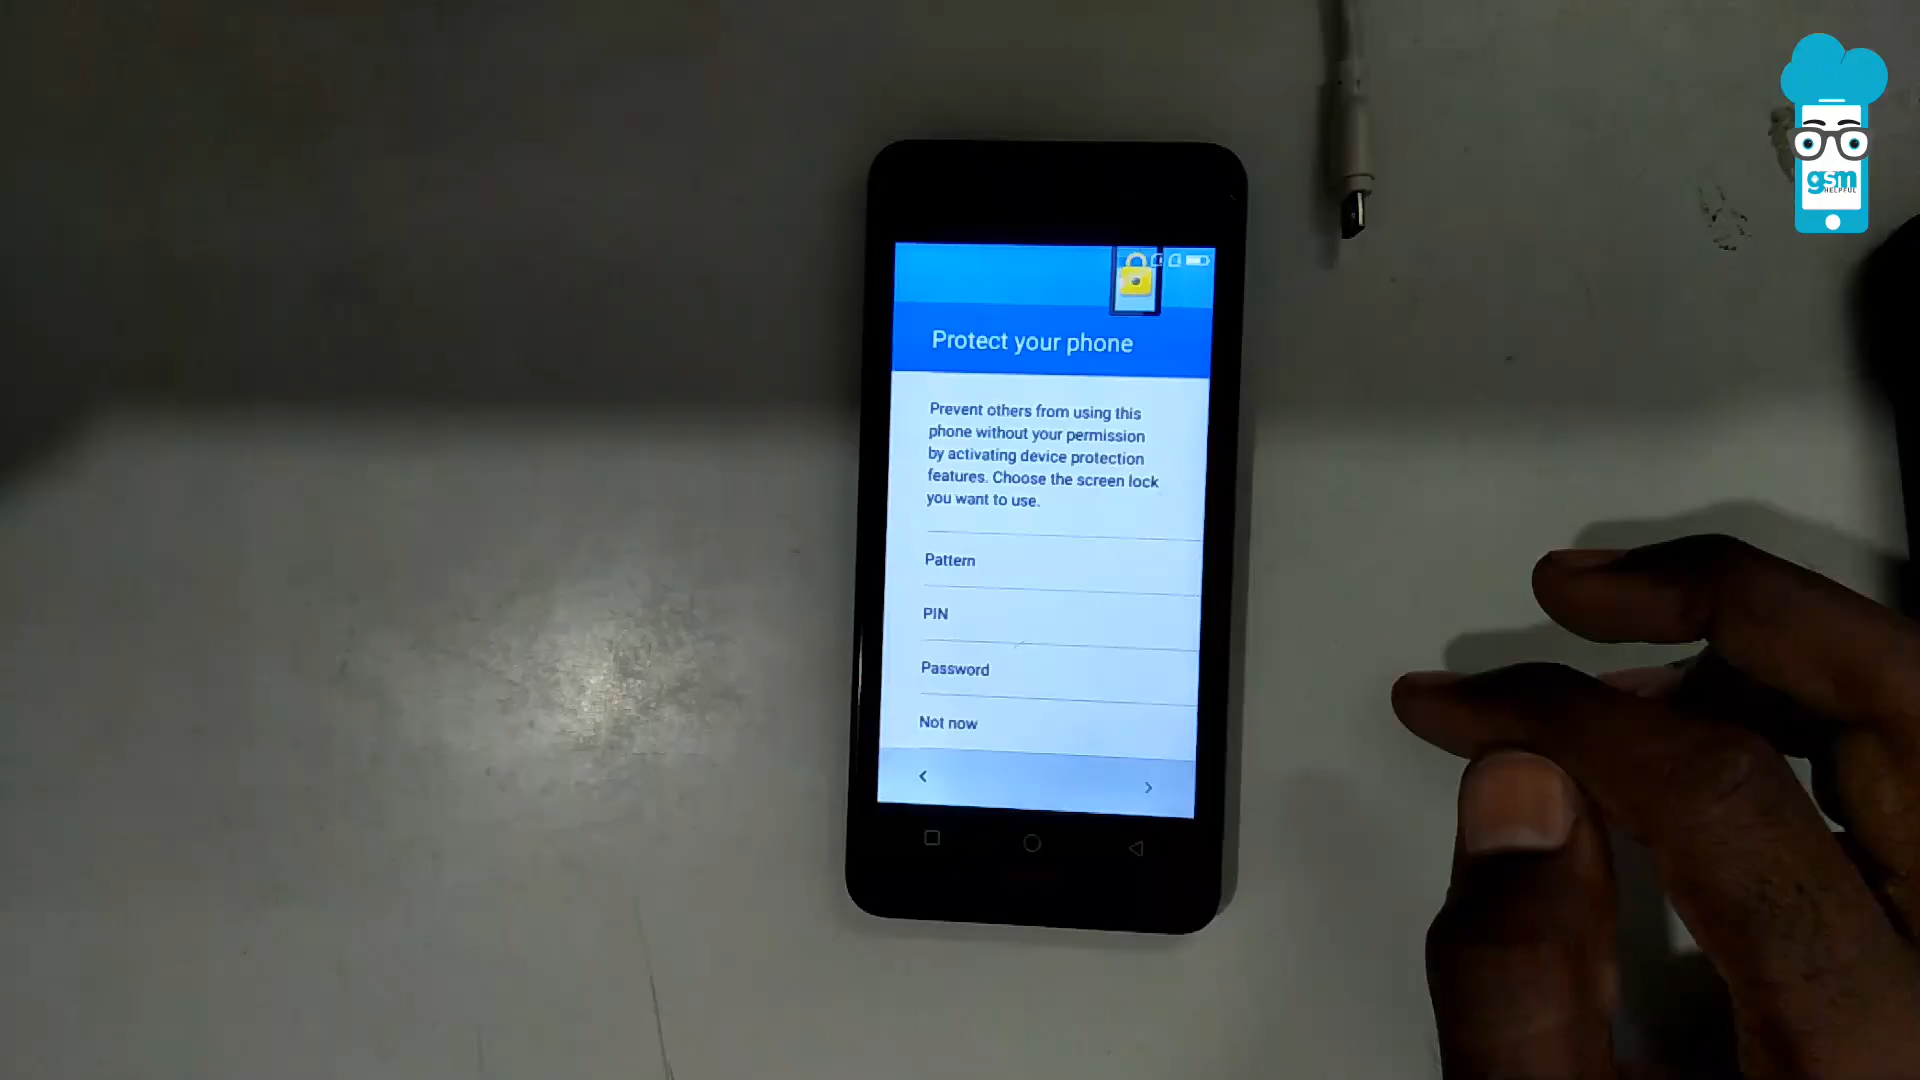 gsm
HELPFUL
Protect your phone
Prevent others from using this
phone without your permission
by activating device protection
features. Choose the screen lock
you want to use.
Pattern
PIN
Password
Not now